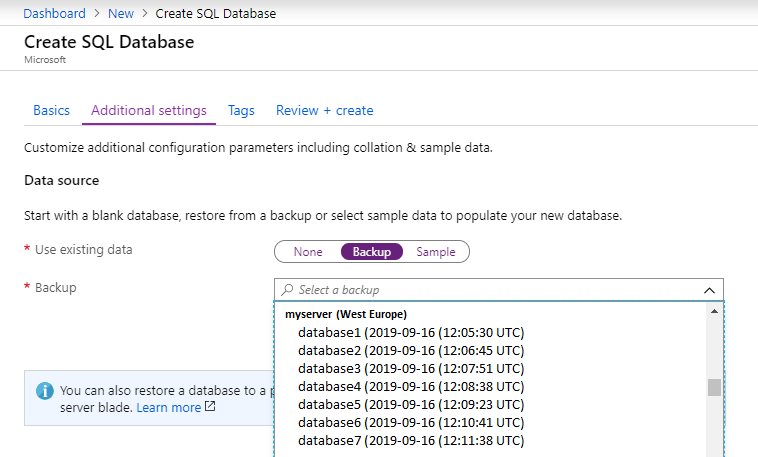 Dashboard > New > Create SQL Database
Create SQL Database
Microsoft
Basics Additional settings Tags Review + create
Customize additional configuration parameters including collation & sample data.
Data source
Start with a blank database, restore from a backup or select sample data to populate your new database.
* Use existing data None Backup Sample
* Backup Select a backup
myserver (West Europe)
database1 (2019-09-16 (12:05:30 UTC)
database2 (2019-09-16 (12:06:45 UTC)
database3 (2019-09-16 (12:07:51 UTC)
database4 (2019-09-16 (12:08:38 UTC)
database5 (2019-09-16 (12:09:23 UTC)
database6 (2019-09-16 (12:10:41 UTC)
database7 (2019-09-16 (12:11:38 UTC)
You can also restore a database to a
server blade. Learn more